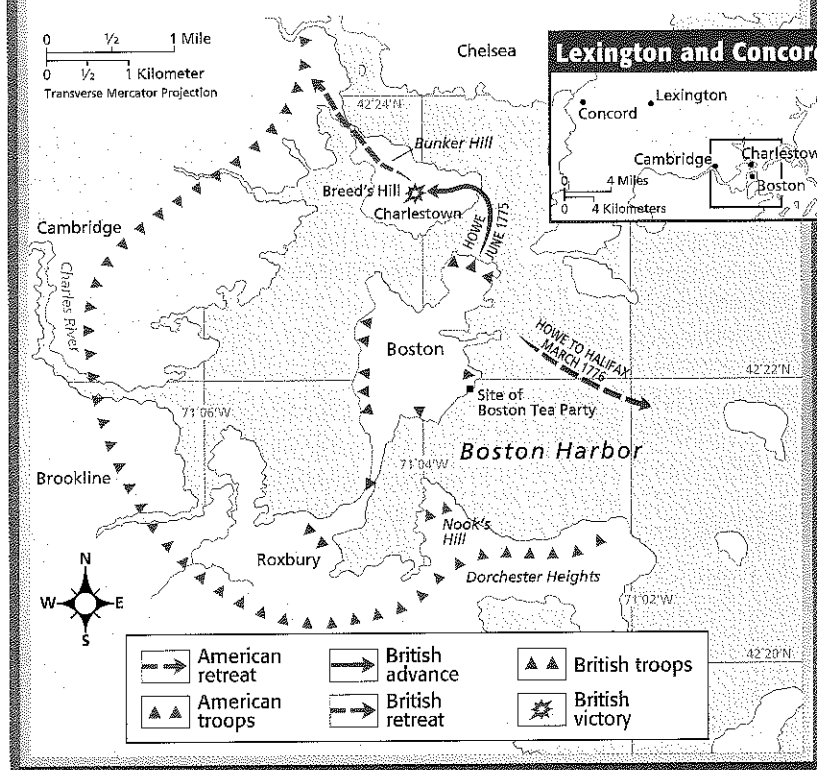 0 ½ 1 Mile
0 ½ 1 Kilometer
Transverse Mercator Projection
Chelsea
Lexington and Concord
Concord
Lexington
Cambridge
Charlestow
Boston
0 4 Miles
0 4 Kilometers
42°24'N
Bunker Hill
Breed's Hill
Charlestown
HOWE
JUNE 1775
Cambridge
Charles River
Boston
HOWE TO HALIFAX
MARCH 1775
42°22'N
Site of
Boston Tea Party
71°06'W
71°04'W
Boston Harbor
Brookline
Nook's
Hill
Roxbury
Dorchester Heights
71°02'W
N
W E
S
42°20'N
American
retreat
British
advance
British troops
American
troops
British
retreat
British
victory